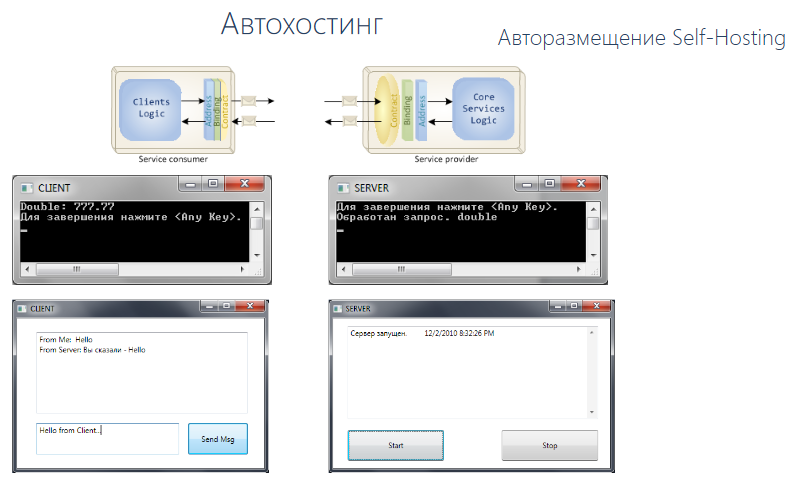 Автохостинг
Авторазмещение Self-Hosting
Clients
Logic
Address
Binding
Contract
Service consumer
Contract
Binding
Address
Core
Services
Logic
Service provider
CLIENT
Double: 777.77
Для завершения нажмите <Any Key>.
SERVER
Для завершения нажмите <Any Key>.
Обработан запрос. double
CLIENT
From Me: Hello
From Server: Вы сказали - Hello
Hello from Client..
Send Msg
SERVER
Сервер запущен. 12/2/2010 8:32:26 PM
Start
Stop